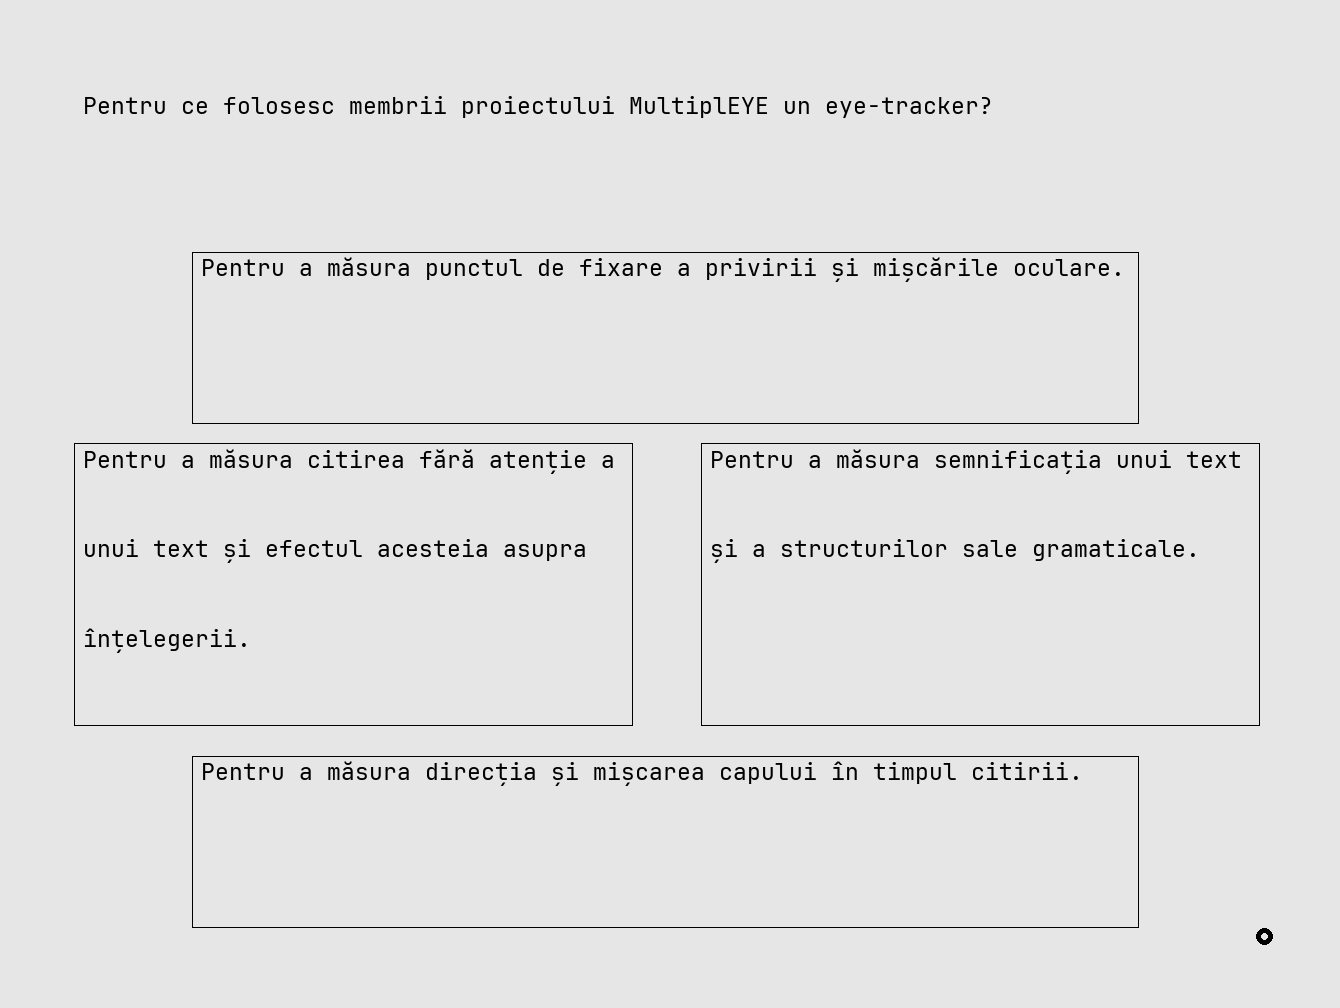 Pentru ce folosesc membrii proiectului MultiplEYE un eye-tracker?
Pentru a măsura punctul de fixare a privirii și mișcările oculare.
Pentru a măsura citirea fără atenție a
unui text și efectul acesteia asupra
înțelegerii.
Pentru a măsura semnificația unui text
și a structurilor sale gramaticale.
Pentru a măsura direcția și mișcarea capului în timpul citirii.